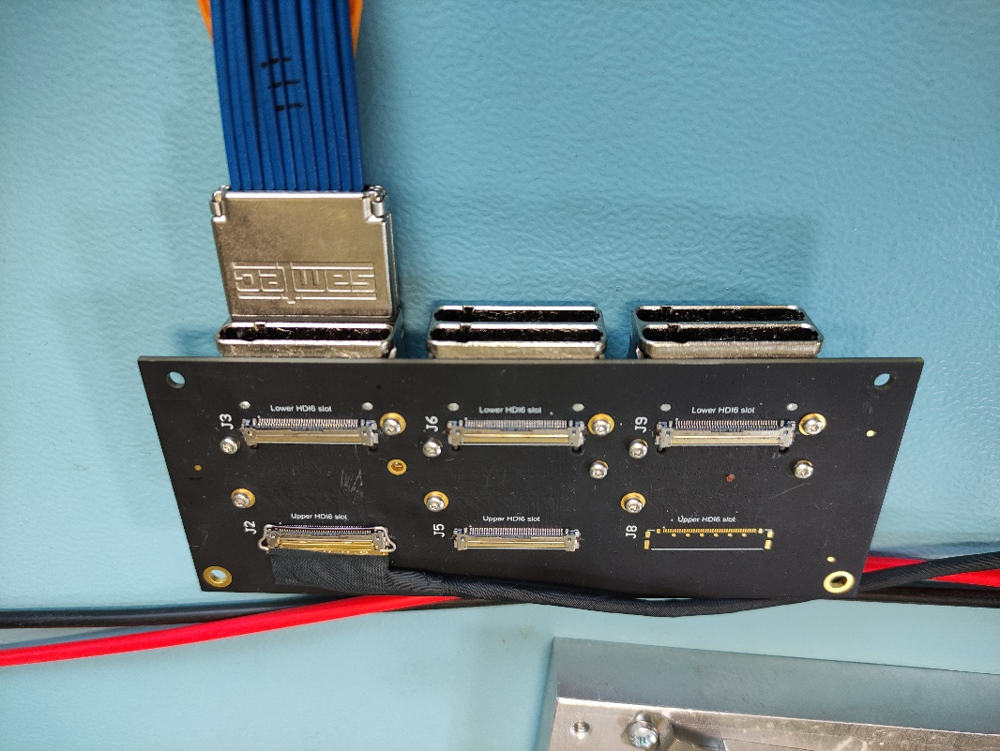 samtec
Lower HDI6 slot
Lower HDI6 slot
Lower HDI6 slot
J3
J6
J9
Upper HDI6 slot
Upper HDI6 slot
Upper HDI6 slot
J2
J5
J8